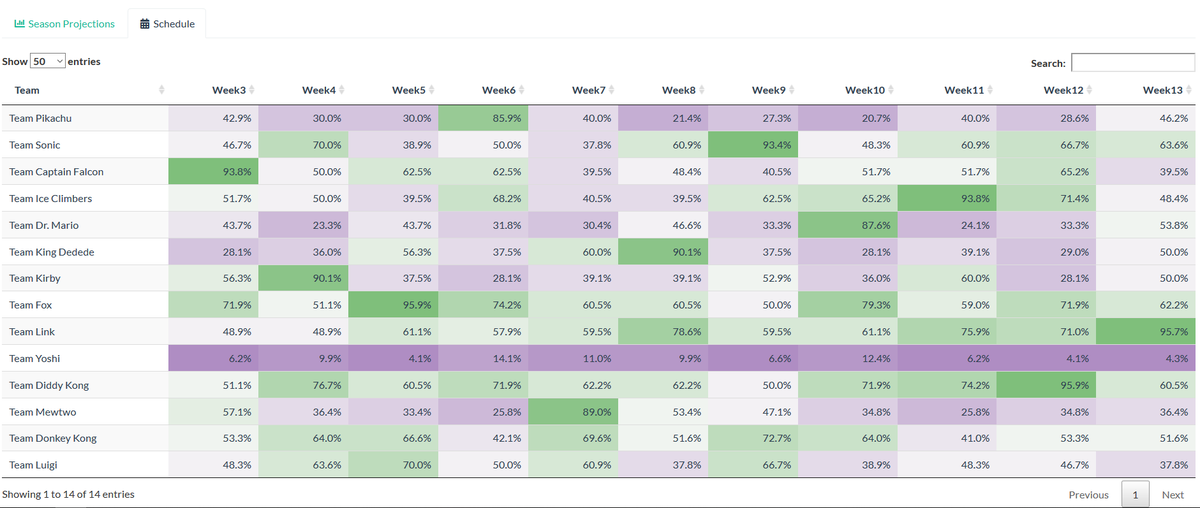 Season Projections Schedule
Show 50 entries Search:
Team Week3 Week4 Week5 Week6 Week7 Week8 Week9 Week10 Week11 Week12 Week13
Team Pikachu 42.9% 30.0% 30.0% 85.9% 40.0% 21.4% 27.3% 20.7% 40.0% 28.6% 46.2%
Team Sonic 46.7% 70.0% 38.9% 50.0% 37.8% 60.9% 93.4% 48.3% 60.9% 66.7% 63.6%
Team Captain Falcon 93.8% 50.0% 62.5% 62.5% 39.5% 48.4% 40.5% 51.7% 51.7% 65.2% 39.5%
Team Ice Climbers 51.7% 50.0% 39.5% 68.2% 40.5% 39.5% 62.5% 65.2% 93.8% 71.4% 48.4%
Team Dr. Mario 43.7% 23.3% 43.7% 31.8% 30.4% 46.6% 33.3% 87.6% 24.1% 33.3% 53.8%
Team King Dedede 28.1% 36.0% 56.3% 37.5% 60.0% 90.1% 37.5% 28.1% 39.1% 29.0% 50.0%
Team Kirby 56.3% 90.1% 37.5% 28.1% 39.1% 39.1% 52.9% 36.0% 60.0% 28.1% 50.0%
Team Fox 71.9% 51.1% 95.9% 74.2% 60.5% 60.5% 50.0% 79.3% 59.0% 71.9% 62.2%
Team Link 48.9% 48.9% 61.1% 57.9% 59.5% 78.6% 59.5% 61.1% 75.9% 71.0% 95.7%
Team Yoshi 6.2% 9.9% 4.1% 14.1% 11.0% 9.9% 6.6% 12.4% 6.2% 4.1% 4.3%
Team Diddy Kong 51.1% 76.7% 60.5% 71.9% 62.2% 62.2% 50.0% 71.9% 74.2% 95.9% 60.5%
Team Mewtwo 57.1% 36.4% 33.4% 25.8% 89.0% 53.4% 47.1% 34.8% 25.8% 34.8% 36.4%
Team Donkey Kong 53.3% 64.0% 66.6% 42.1% 69.6% 51.6% 72.7% 64.0% 41.0% 53.3% 51.6%
Team Luigi 48.3% 63.6% 70.0% 50.0% 60.9% 37.8% 66.7% 38.9% 48.3% 46.7% 37.8%
Showing 1 to 14 of 14 entries Previous 1 Next